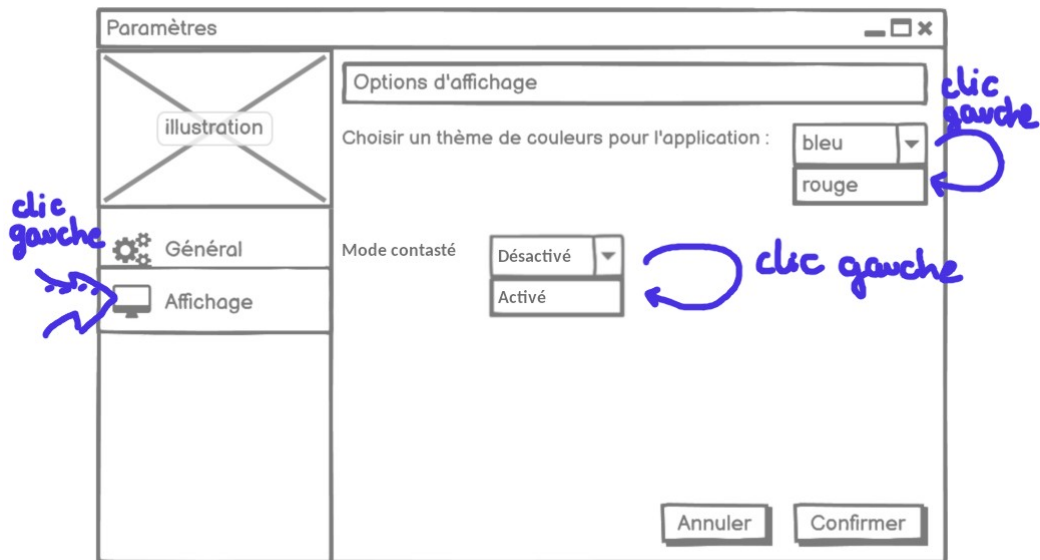 Paramètres
Options d'affichage
illustration
Choisir un thème de couleurs pour l'application :
bleu
rouge
clic
gauche
clic
gauche
Général
Affichage
Mode contasté
Désactivé
Activé
clic gauche
Annuler
Confirmer